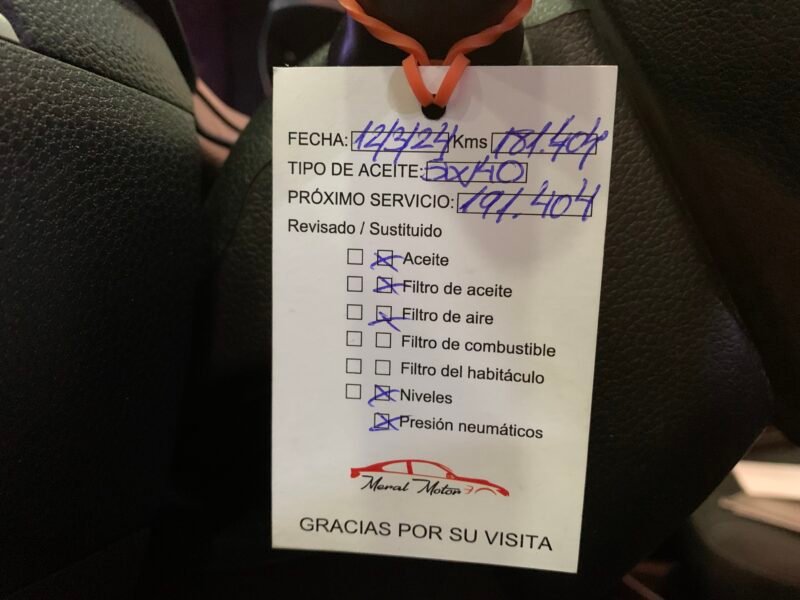 FECHA: 12/3/24 Kms 181.404
TIPO DE ACEITE: 5x40
PRÓXIMO SERVICIO: 191.404
Revisado / Sustituido
Aceite
Filtro de aceite
Filtro de aire
Filtro de combustible
Filtro del habitáculo
Niveles
Presión neumáticos
Meral Motor
GRACIAS POR SU VISITA